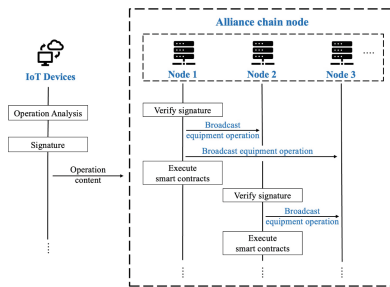 Alliance chain node
IoT Devices
Node 1
Node 2
Node 3
Operation Analysis
Signature
Operation
content
Verify signature
Broadcast
equipment operation
Broadcast equipment operation
Execute
smart contracts
Verify signature
Broadcast
equipment operation
Execute
smart contracts